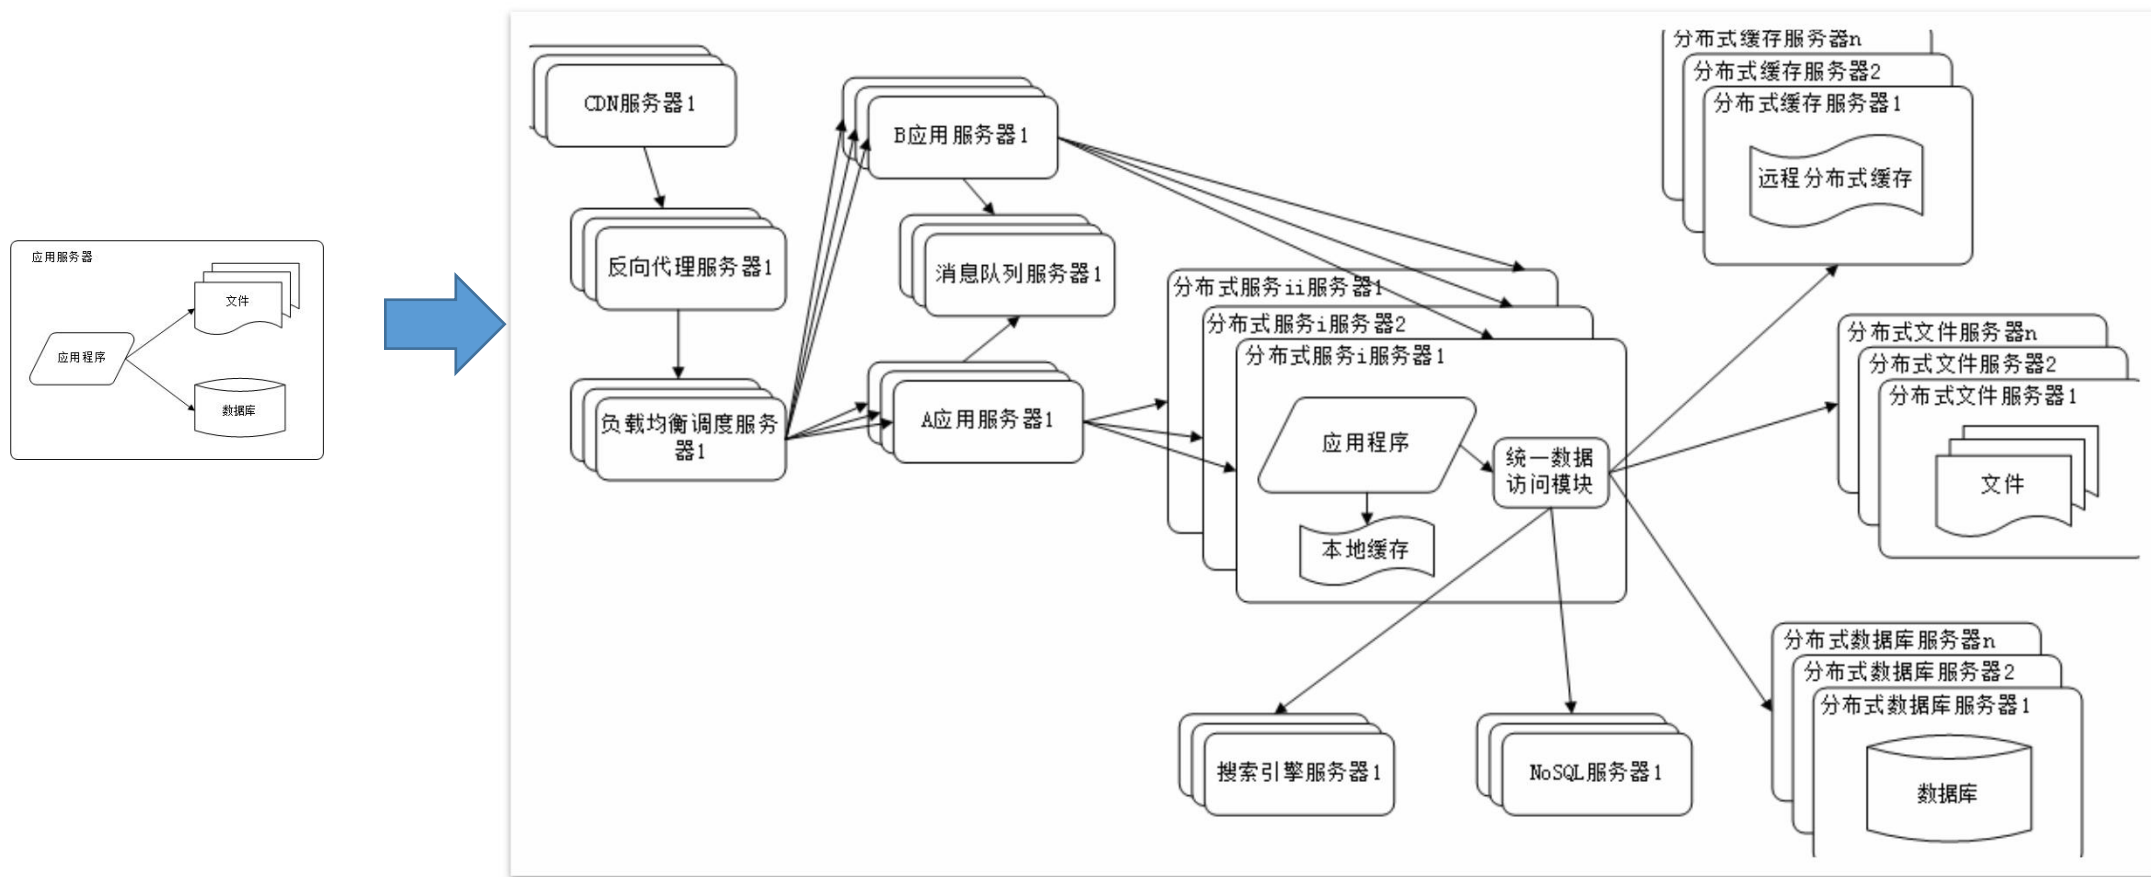 应用服务器
文件
应用程序
数据库
CDN服务器1
反向代理服务器1
负载均衡调度服务
器1
B应用服务器1
消息队列服务器1
A应用服务器1
分布式服务ii服务器1
分布式服务i服务器2
分布式服务i服务器1
应用程序
统一数据
访问模块
本地缓存
分布式缓存服务器n
分布式缓存服务器2
分布式缓存服务器1
远程分布式缓存
分布式文件服务器n
分布式文件服务器2
分布式文件服务器1
文件
分布式数据库服务器n
分布式数据库服务器2
分布式数据库服务器1
数据库
搜索引擎服务器1
NoSQL服务器1